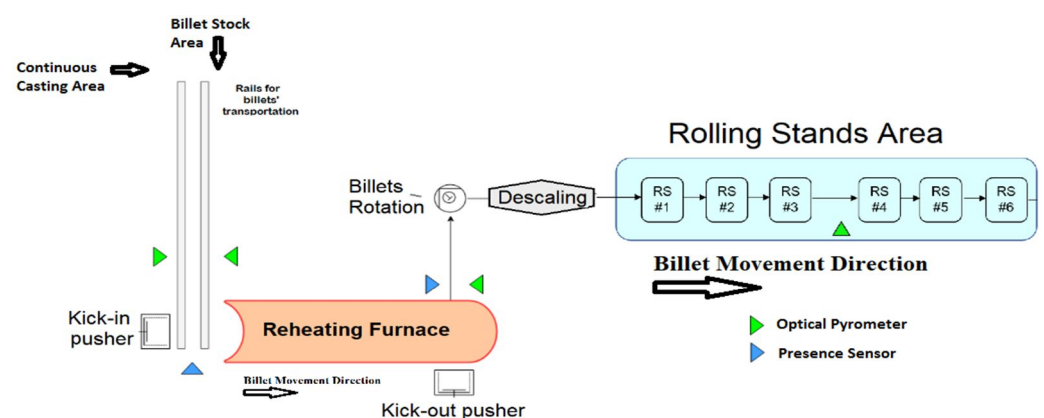 Billet Stock
Area
Continuous
Casting Area
Rails for
billets'
transportation
Rolling Stands Area
Billets
Rotation
Descaling
RS
#1
RS
#2
RS
#3
RS
#4
RS
#5
RS
#6
Billet Movement Direction
Kick-in
pusher
Reheating Furnace
Optical Pyrometer
Presence Sensor
Billet Movement Direction
Kick-out pusher